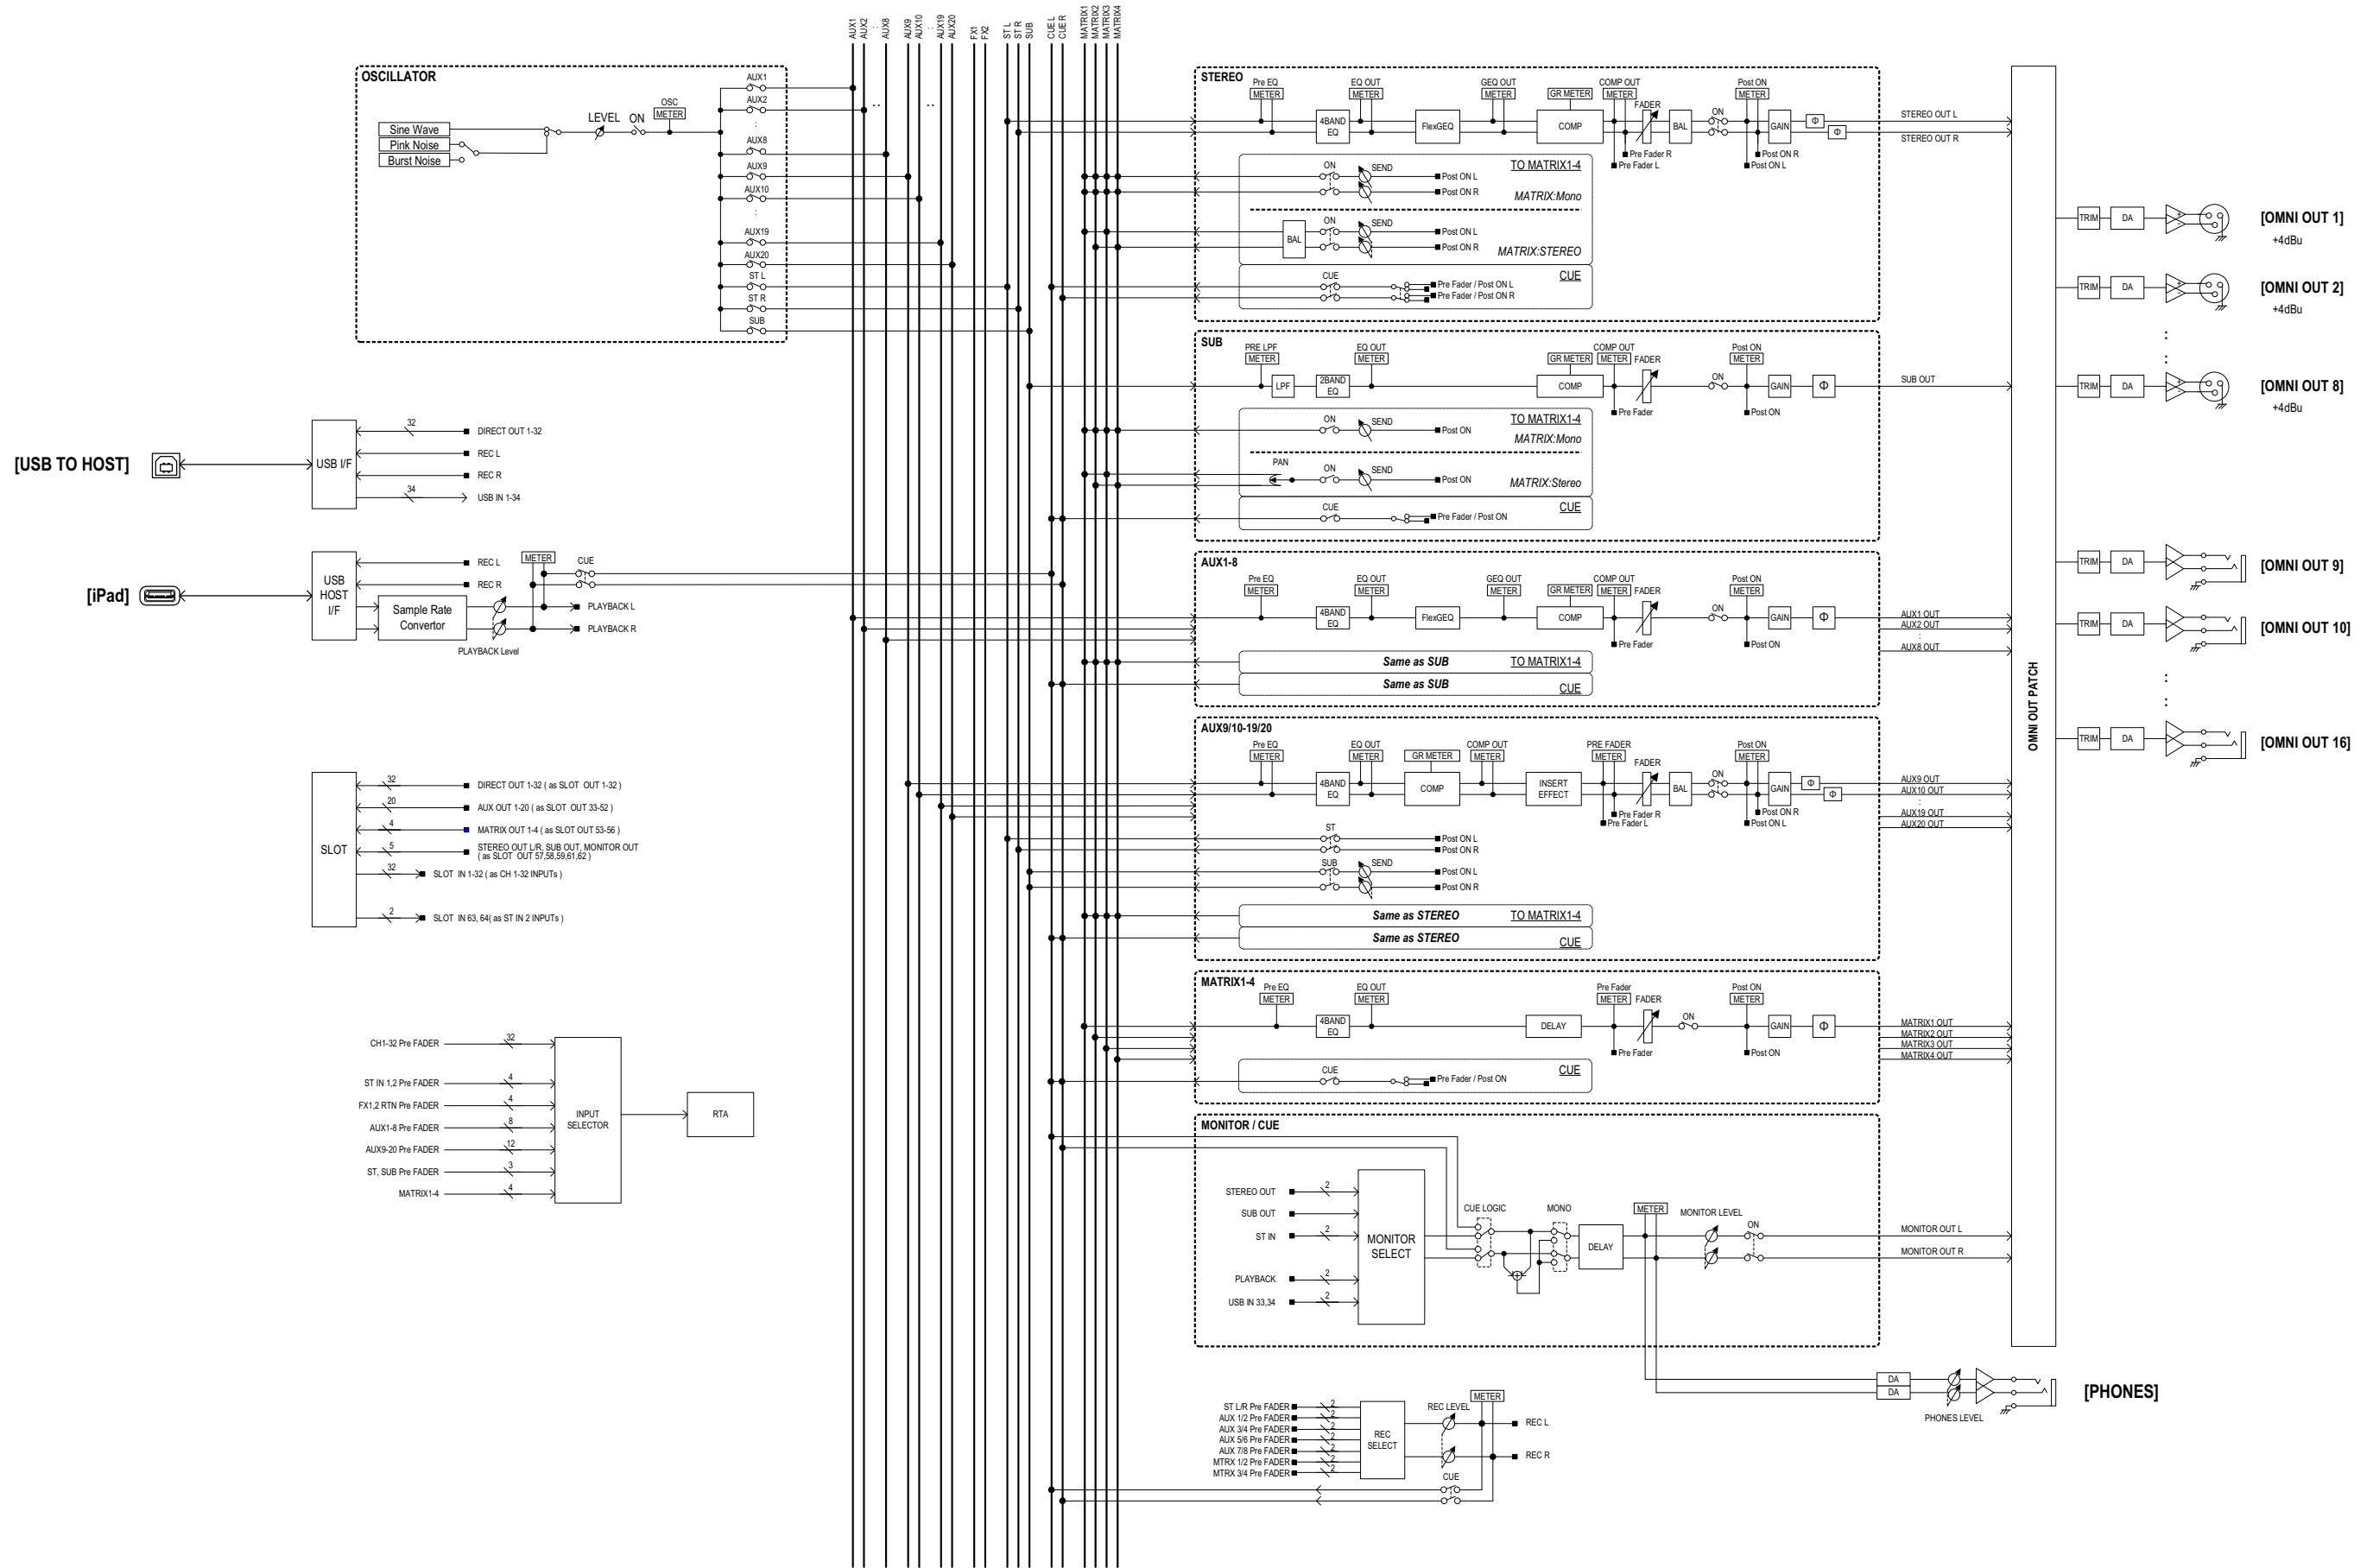 AUX1
AUX2
:
AUX8
AUX9
AUX10
:
AUX19
AUX20
FX1
FX2
ST L
ST R
SUB
CUE L
CUE R
MATRIX1
MATRIX2
MATRIX3
MATRIX4
OSCILLATOR
Sine Wave
Pink Noise
Burst Noise
LEVEL
ON
OSC
METER
AUX1
AUX2
:
AUX8
AUX9
AUX10
:
AUX19
AUX20
ST L
ST R
SUB
: :
: :
[USB TO HOST]
USB I/F
32
DIRECT OUT 1-32
REC L
REC R
34
USB IN 1-34
[iPad]
USB
HOST
I/F
REC L
REC R
Sample Rate
Convertor
METER
CUE
PLAYBACK L
PLAYBACK R
PLAYBACK Level
SLOT
32
DIRECT OUT 1-32 ( as SLOT OUT 1-32 )
20
AUX OUT 1-20 ( as SLOT OUT 33-52 )
4
MATRIX OUT 1-4 ( as SLOT OUT 53-56 )
5
STEREO OUT L/R, SUB OUT, MONITOR OUT
( as SLOT OUT 57,58,59,61,62 )
32
SLOT IN 1-32 ( as CH 1-32 INPUTs )
2
SLOT IN 63, 64( as ST IN 2 INPUTs )
CH1-32 Pre FADER
32
ST IN 1,2 Pre FADER
4
FX1,2 RTN Pre FADER
4
AUX1-8 Pre FADER
8
AUX9-20 Pre FADER
12
ST, SUB Pre FADER
3
MATRIX1-4
4
INPUT
SELECTOR
RTA
STEREO
Pre EQ
METER
4BAND
EQ
EQ OUT
METER
FlexGEQ
GEQ OUT
METER
GR METER
COMP
COMP OUT
METER
FADER
Pre Fader R
Pre Fader L
BAL
ON
Post ON
METER
Post ON R
Post ON L
GAIN
Φ
Φ
STEREO OUT L
STEREO OUT R
ON
SEND
Post ON L
Post ON R
TO MATRIX1-4
MATRIX:Mono
BAL
ON
SEND
Post ON L
Post ON R
MATRIX:STEREO
CUE
Pre Fader / Post ON L
Pre Fader / Post ON R
CUE
SUB
PRE LPF
METER
LPF
2BAND
EQ
EQ OUT
METER
GR METER
COMP
COMP OUT
METER
FADER
Pre Fader
ON
Post ON
METER
Post ON
GAIN
Φ
SUB OUT
ON
SEND
Post ON
TO MATRIX1-4
MATRIX:Mono
PAN
ON
SEND
Post ON
MATRIX:Stereo
CUE
Pre Fader / Post ON
CUE
AUX1-8
Pre EQ
METER
4BAND
EQ
EQ OUT
METER
FlexGEQ
GEQ OUT
METER
GR METER
COMP
COMP OUT
METER
FADER
Pre Fader
ON
Post ON
METER
Post ON
GAIN
Φ
AUX1 OUT
AUX2 OUT
:
AUX8 OUT
Same as SUB
TO MATRIX1-4
Same as SUB
CUE
AUX9/10-19/20
Pre EQ
METER
4BAND
EQ
EQ OUT
METER
GR METER
COMP
COMP OUT
METER
INSERT
EFFECT
PRE FADER
METER
FADER
Pre Fader R
Pre Fader L
BAL
ON
Post ON
METER
Post ON R
Post ON L
GAIN
Φ
Φ
AUX9 OUT
AUX10 OUT
:
AUX19 OUT
AUX20 OUT
ST
Post ON L
Post ON R
SUB
SEND
Post ON L
Post ON R
Same as STEREO
TO MATRIX1-4
Same as STEREO
CUE
MATRIX1-4
Pre EQ
METER
4BAND
EQ
EQ OUT
METER
DELAY
Pre Fader
METER
FADER
Pre Fader
ON
Post ON
METER
Post ON
GAIN
Φ
MATRIX1 OUT
MATRIX2 OUT
MATRIX3 OUT
MATRIX4 OUT
CUE
Pre Fader / Post ON
CUE
MONITOR / CUE
STEREO OUT
2
SUB OUT
ST IN
2
PLAYBACK
2
USB IN 33,34
2
MONITOR
SELECT
CUE LOGIC
MONO
DELAY
METER
MONITOR LEVEL
ON
MONITOR OUT L
MONITOR OUT R
ST L/R Pre FADER
2
AUX 1/2 Pre FADER
2
AUX 3/4 Pre FADER
2
AUX 5/6 Pre FADER
2
AUX 7/8 Pre FADER
2
MTRX 1/2 Pre FADER
2
MTRX 3/4 Pre FADER
2
REC
SELECT
REC LEVEL
METER
REC L
REC R
CUE
DA
DA
PHONES LEVEL
[PHONES]
OMNI OUT PATCH
TRIM
DA
[OMNI OUT 1]
+4dBu
TRIM
DA
[OMNI OUT 2]
+4dBu
:
:
TRIM
DA
[OMNI OUT 8]
+4dBu
TRIM
DA
[OMNI OUT 9]
TRIM
DA
[OMNI OUT 10]
:
:
TRIM
DA
[OMNI OUT 16]